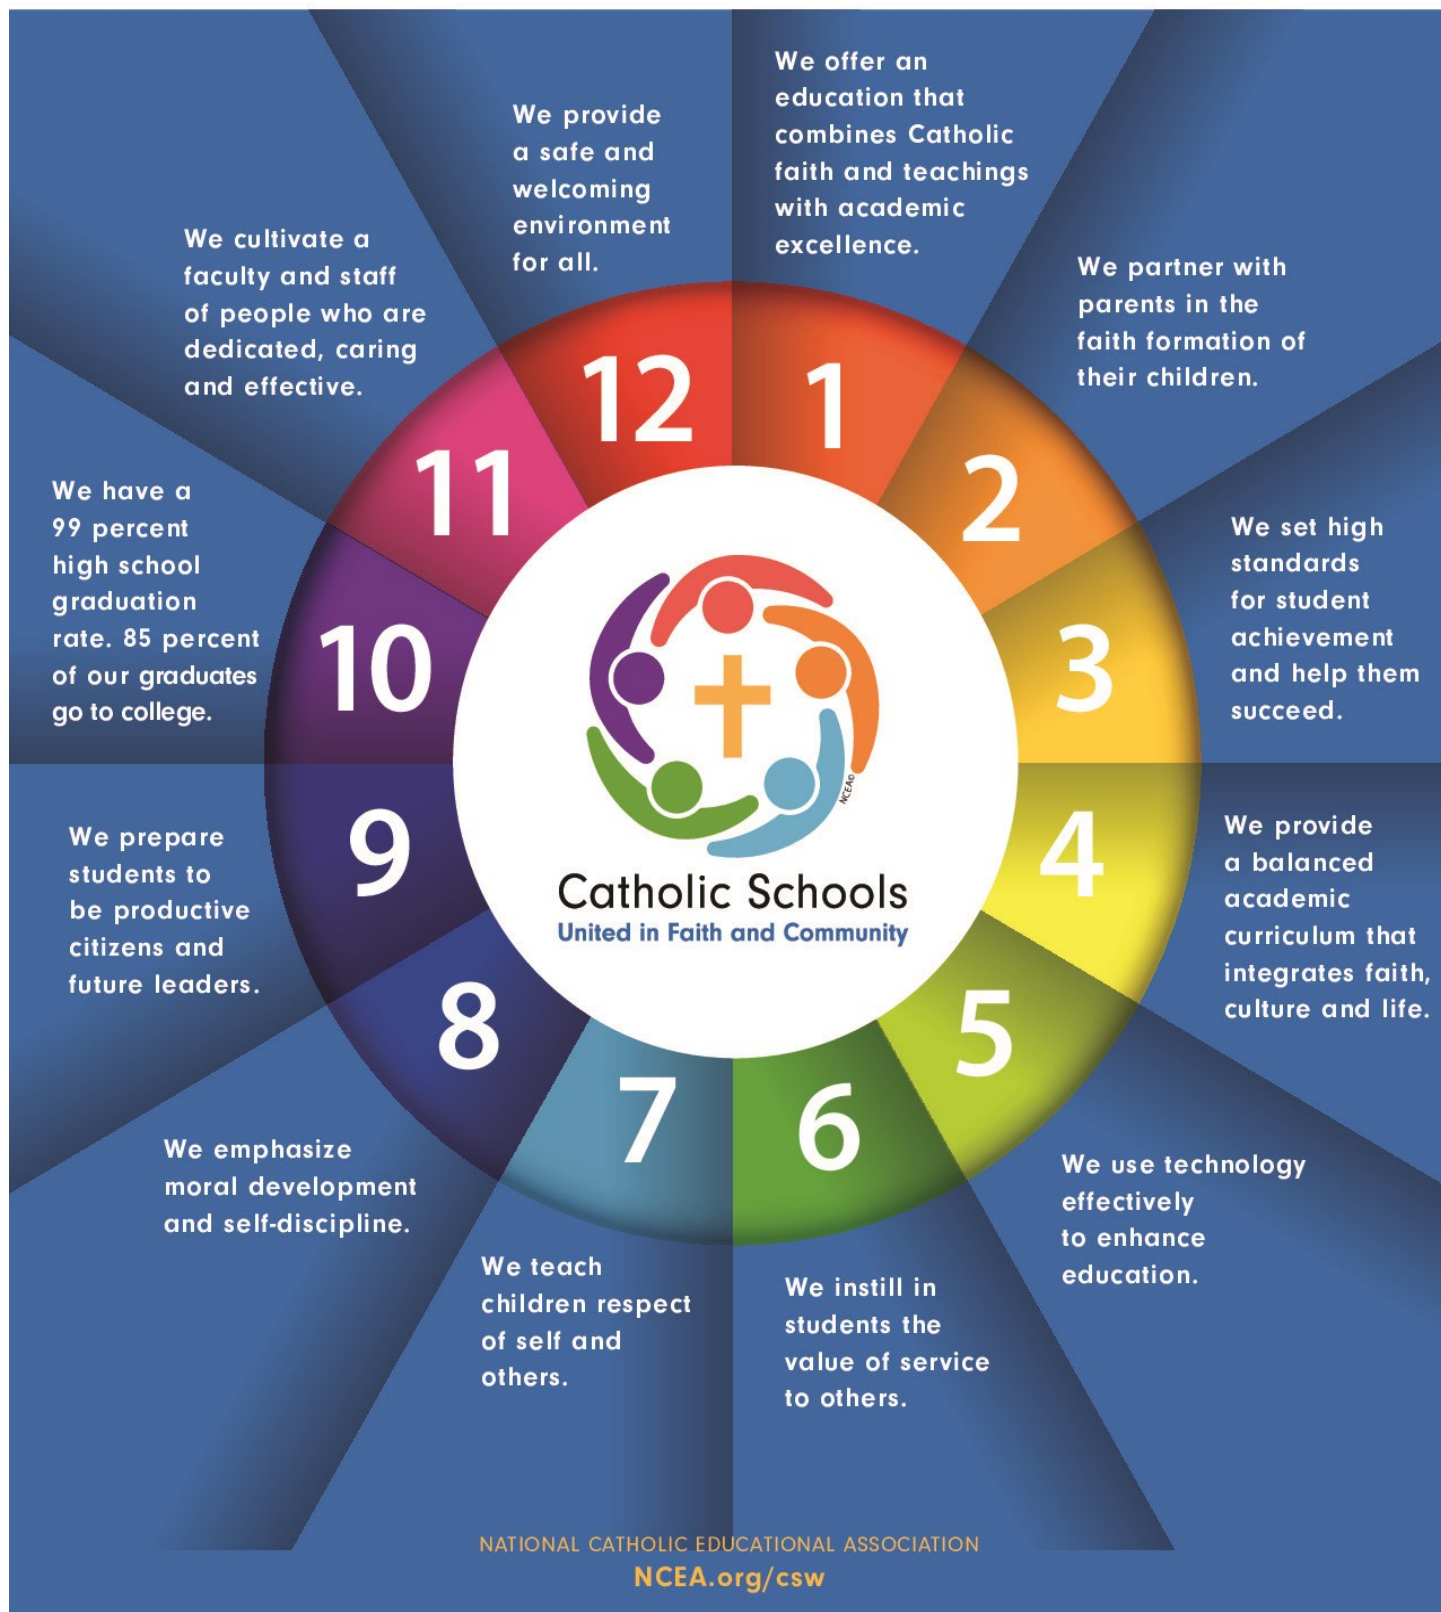 We offer an
education that
combines Catholic
faith and teachings
with academic
excellence.
1
We partner with
parents in the
faith formation of
their children.
2
We set high
standards
for student
achievement
and help them
succeed.
3
We provide
a balanced
academic
curriculum that
integrates faith,
culture and life.
4
We use technology
effectively
to enhance
education.
5
We instill in
students the
value of service
to others.
6
We teach
children respect
of self and
others.
7
We emphasize
moral development
and self-discipline.
8
We prepare
students to
be productive
citizens and
future leaders.
9
We have a
99 percent
high school
graduation
rate. 85 percent
of our graduates
go to college.
10
We cultivate a
faculty and staff
of people who are
dedicated, caring
and effective.
11
We provide
a safe and
welcoming
environment
for all.
12
NCEA©
Catholic Schools
United in Faith and Community
NATIONAL CATHOLIC EDUCATIONAL ASSOCIATION
NCEA.org/csw